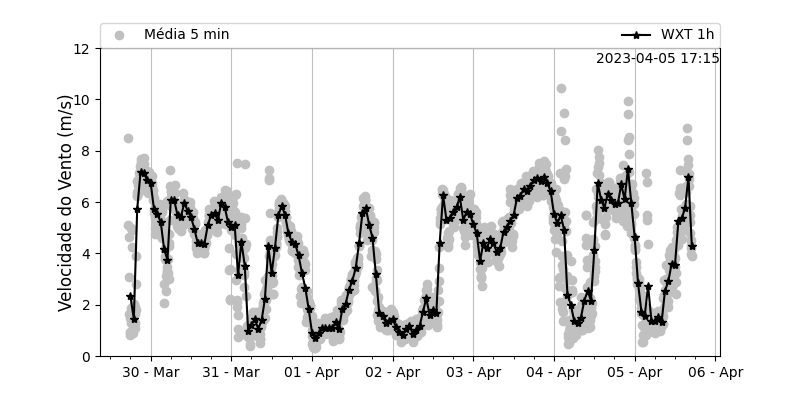 Média 5 min
WXT 1h
2023-04-05 17:15
Velocidade do Vento (m/s)
12
10
8
6
4
2
0
30 - Mar
31 - Mar
01 - Apr
02 - Apr
03 - Apr
04 - Apr
05 - Apr
06 - Apr